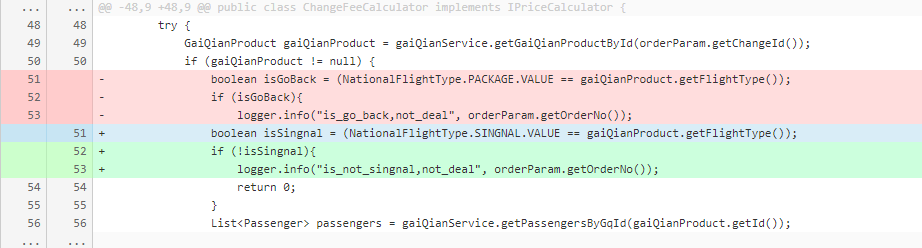 ... ... @@ -48,9 +48,9 @@ public class ChangeFeeCalculator implements IPriceCalculator {
48 48 try {
49 49 GaiQianProduct gaiQianProduct = gaiQianService.getGaiQianProductById(orderParam.getChangeId());
50 50 if (gaiQianProduct != null) {
51 - boolean isGoBack = (NationalFlightType.PACKAGE.VALUE == gaiQianProduct.getFlightType());
52 - if (isGoBack){
53 - logger.info("is_go_back,not_deal", orderParam.getOrderNo());
51 + boolean isSingnal = (NationalFlightType.SINGNAL.VALUE == gaiQianProduct.getFlightType());
52 + if (!isSingnal){
53 + logger.info("is_not_singnal,not_deal", orderParam.getOrderNo());
54 54 return 0;
55 55 }
56 56 List<Passenger> passengers = gaiQianService.getPassengersByGqId(gaiQianProduct.getId());
... ...